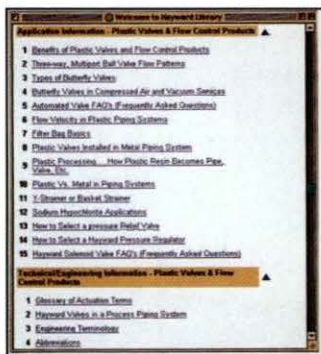 Welcome to Hayward Library
Application Information - Plastic Valves & Flow Control Products
1 Benefits of Plastic Valves and Flow Control Products
2 Three-way, Multiport Ball Valve Flow Patterns
3 Types of Butterfly Valves
4 Butterfly Valves in Compressed Air and Vacuum Services
5 Automated Valve FAQ's (Frequently Asked Questions)
6 Flow Velocity in Plastic Piping Systems
7 Filter Bag Basics
8 Plastic Valves Installed in Metal Piping System
9 Plastic Processing . . . How Plastic Resin Becomes Pipe,
Valve, Etc.
10 Plastic Vs. Metal in Piping Systems
11 Y-Strainer or Basket Strainer
12 Sodium Hypochlorite Applications
13 How to Select a pressure Relief Valve
14 How to Select a Hayward Pressure Regulator
15 Hayward Solenoid Valve FAQ's (Frequently Asked Questions)
Technical/Engineering Information - Plastic Valves & Flow
Control Products
1 Glossary of Actuation Terms
2 Hayward Valves in a Process Piping System
3 Engineering Terminology
4 Abbreviations